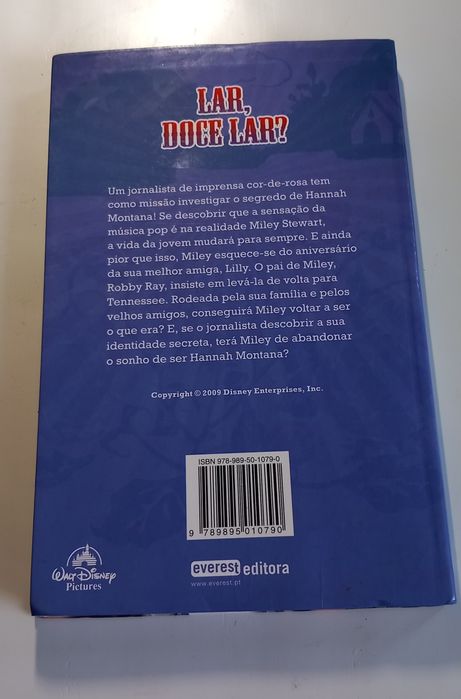 LAR,
DOCE LAR?
Um jornalista de imprensa cor-de-rosa tem
como missão investigar o segredo de Hannah
Montana! Se descobrir que a sensação da
música pop é na realidade Miley Stewart,
a vida da jovem mudará para sempre. E ainda
pior que isso, Miley esquece-se do aniversário
da sua melhor amiga, Lilly. O pai de Miley,
Robby Ray, insiste em levá-la de volta para
Tennessee. Rodeada pela sua família e pelos
velhos amigos, conseguirá Miley voltar a ser
o que era? E, se o jornalista descobrir a sua
identidade secreta, terá Miley de abandonar
o sonho de ser Hannah Montana?
Copyright © 2009 Disney Enterprises, Inc.
ISBN 978-989-50-1079-0
9 789895 010790
WALT DISNEY
Pictures
everest editora
www.everest.pt